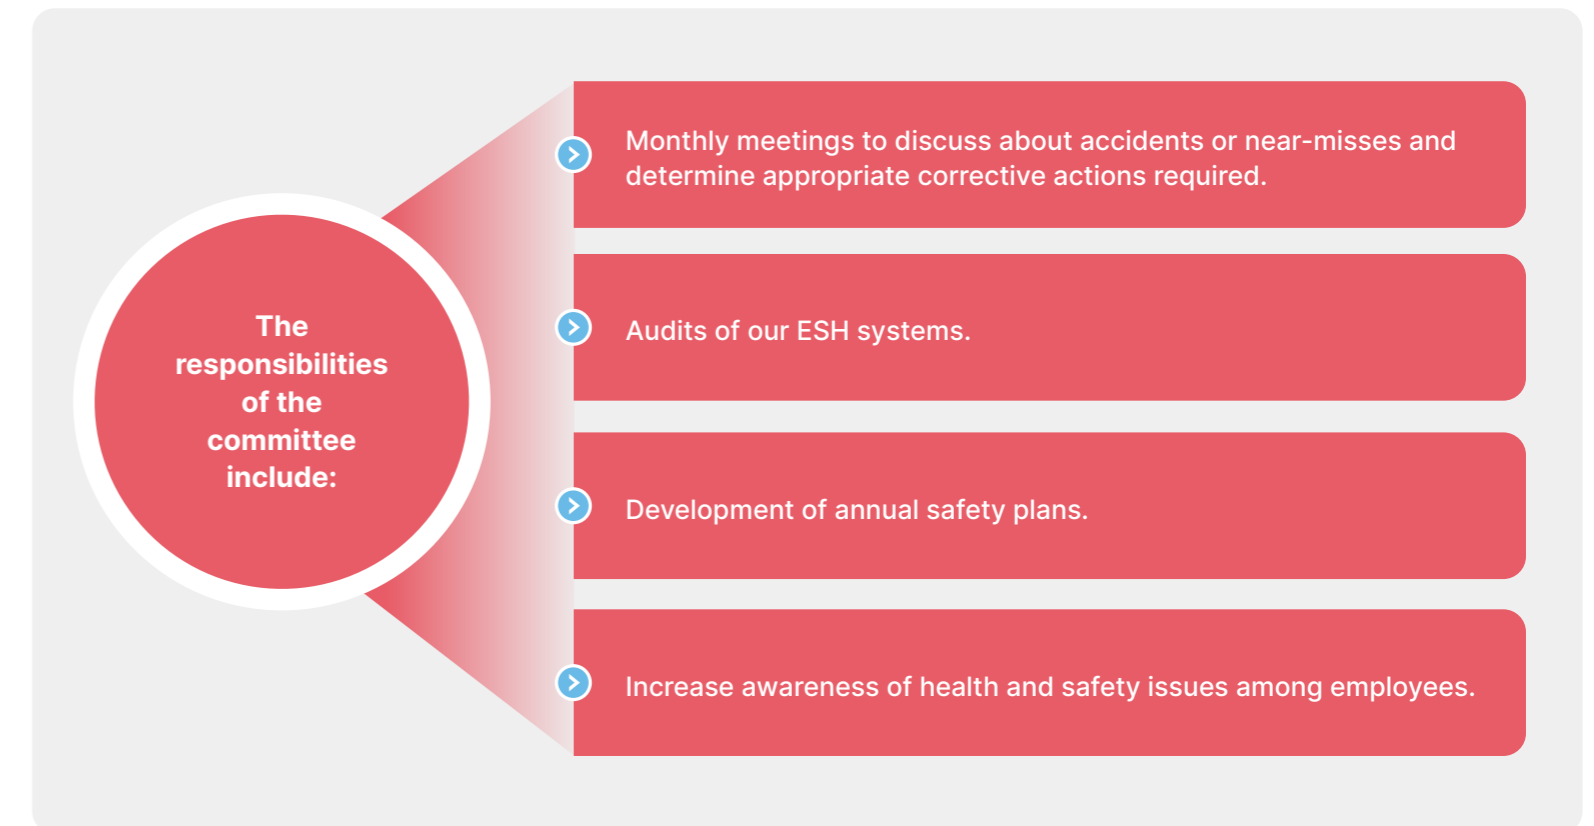 The
responsibilities
of the
committee
include:
Monthly meetings to discuss about accidents or near-misses and
determine appropriate corrective actions required.
Audits of our ESH systems.
Development of annual safety plans.
Increase awareness of health and safety issues among employees.